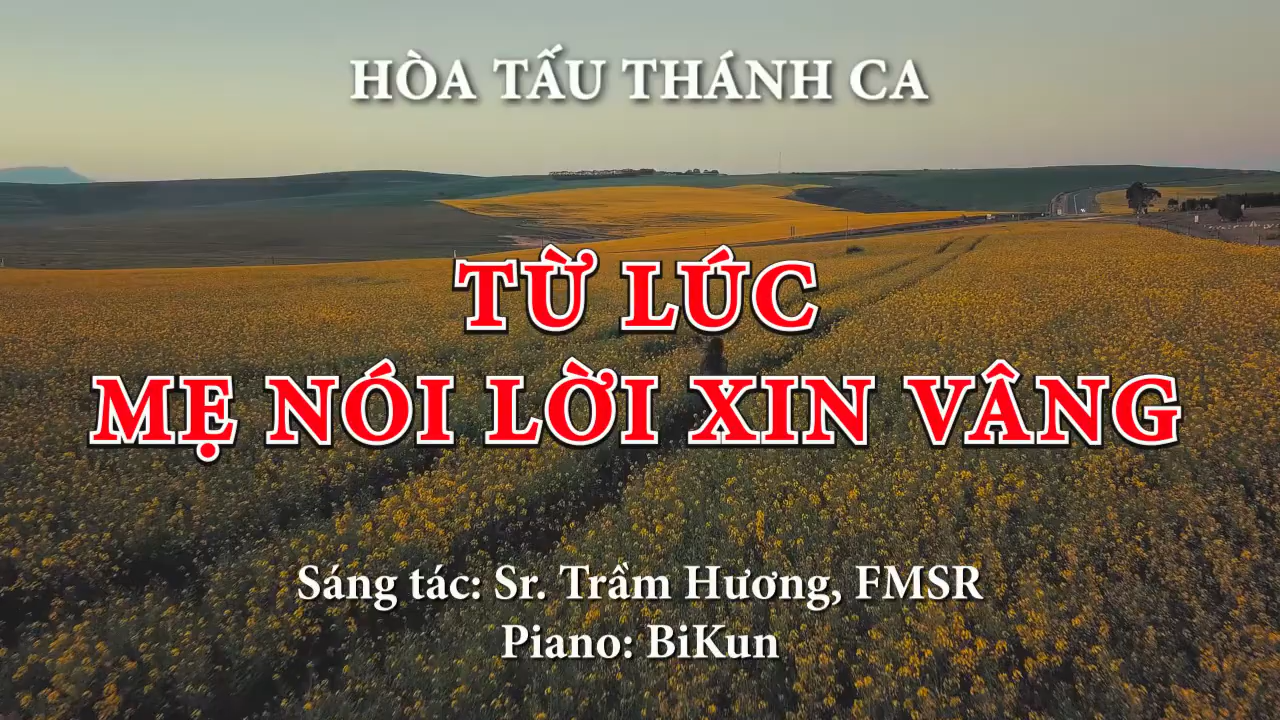 HÒA TẤU THÁNH CA
TỪ LÚC
MẸ NÓI LỜI XIN VÂNG
Sáng tác: Sr. Trầm Hương, FMSR
Piano: BiKun